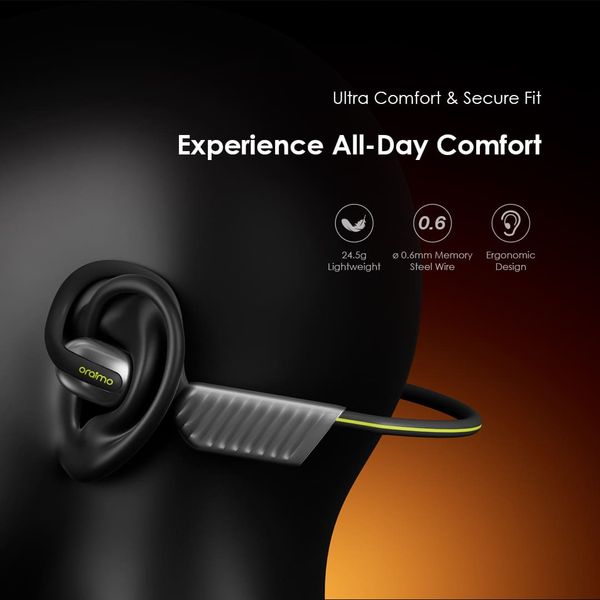 Ultra Comfort & Secure Fit
Experience All-Day Comfort
0.6
24.5g
Lightweight
ø 0.6mm Memory
Steel Wire
Ergonomic
Design
oraimo